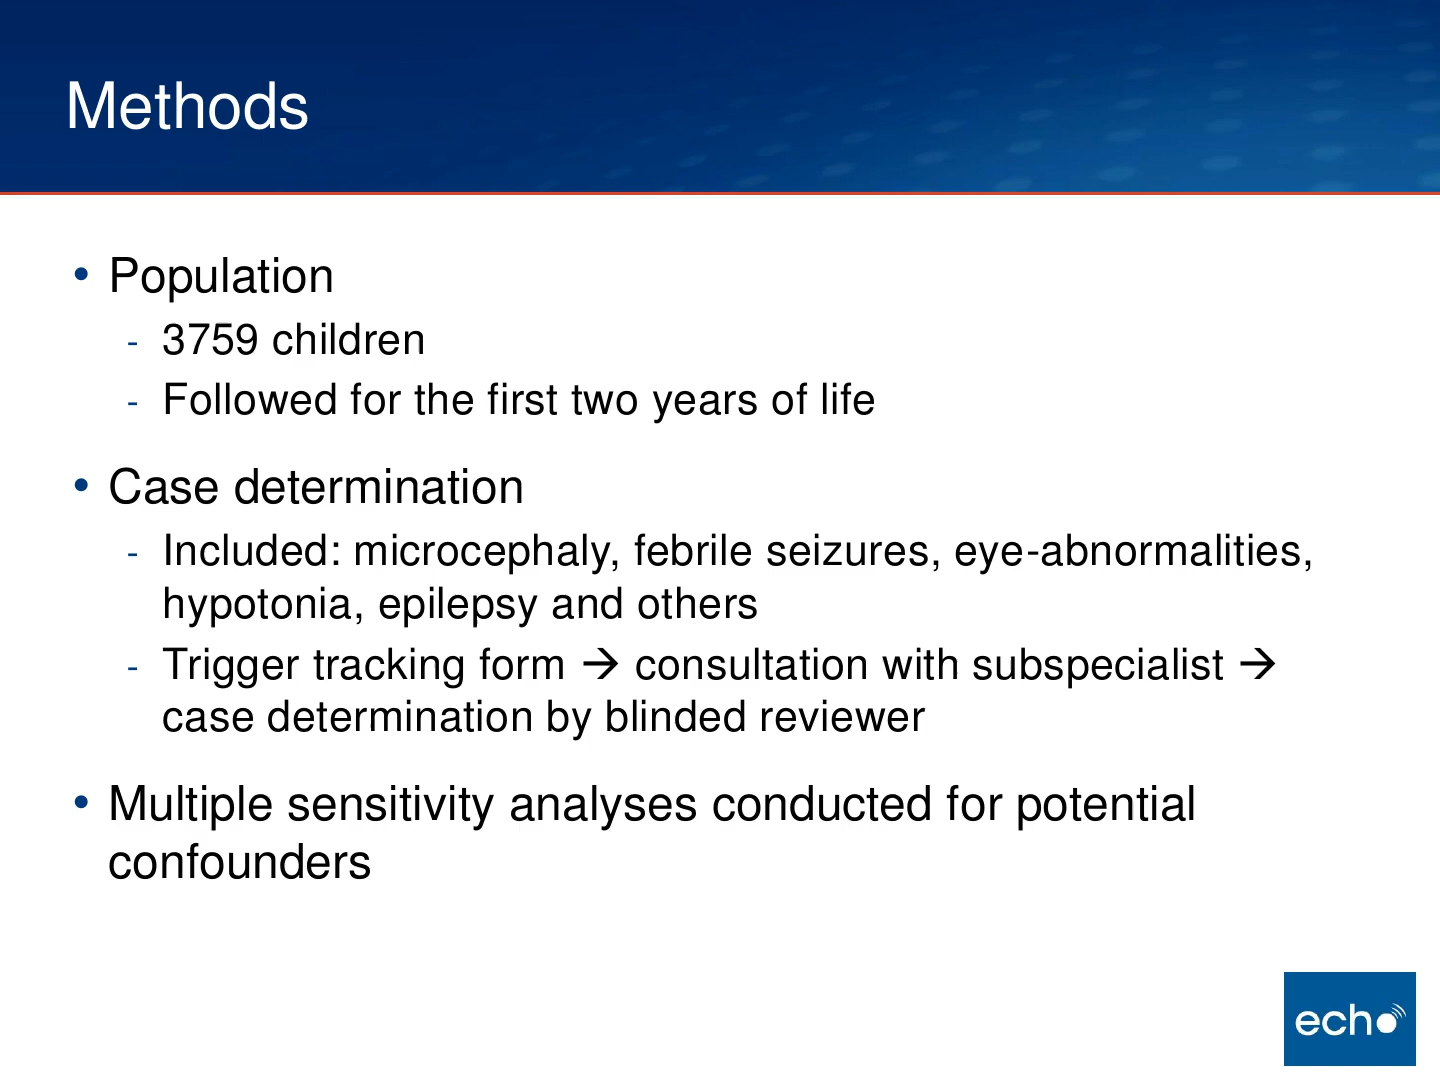 Methods
• Population
- 3759 children
- Followed for the first two years of life
• Case determination
- Included: microcephaly, febrile seizures, eye-abnormalities,
hypotonia, epilepsy and others
- Trigger tracking form → consultation with subspecialist →
case determination by blinded reviewer
• Multiple sensitivity analyses conducted for potential
confounders
echo